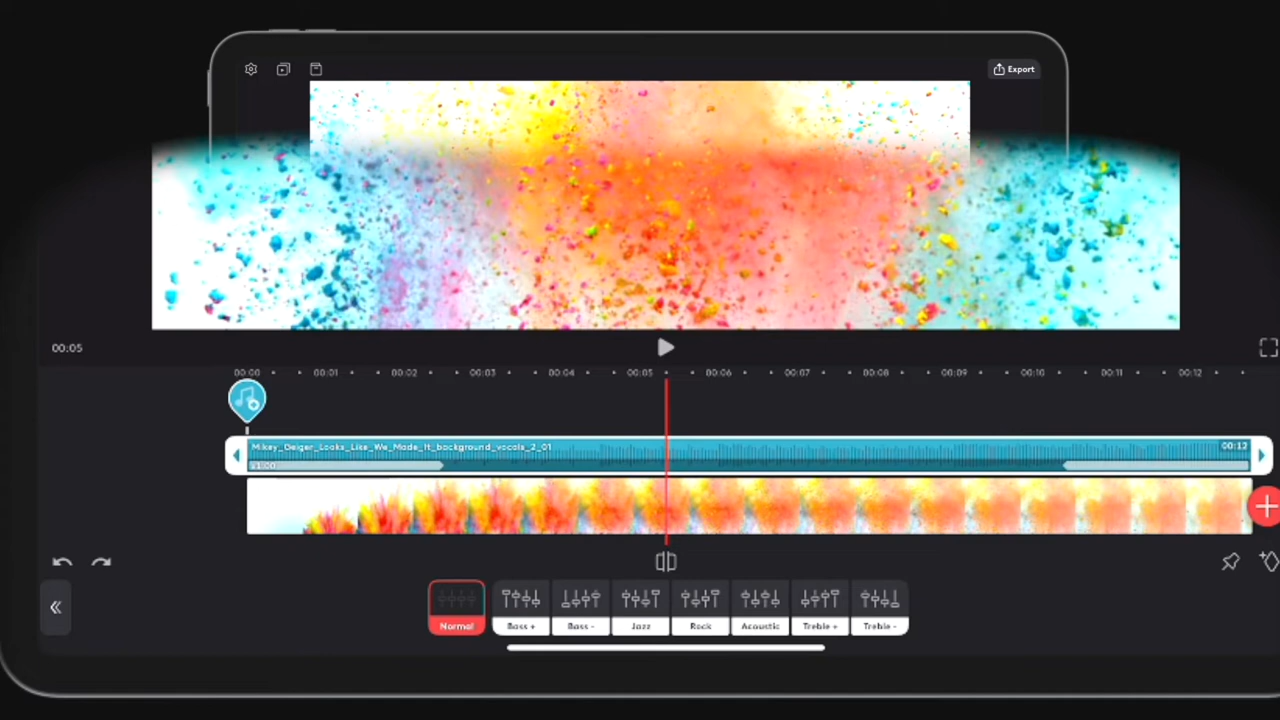 Export
00:05
00:00 00:01 00:02 00:03 00:04 00:05 00:06 00:07 00:08 00:09 00:10 00:11 00:12
Mikey_Geiger_Looks_Like_We_Made_It_background_vocals_2_01 00:12
x1.00
Normal Bass + Bass - Jazz Rock Acoustic Treble + Treble -